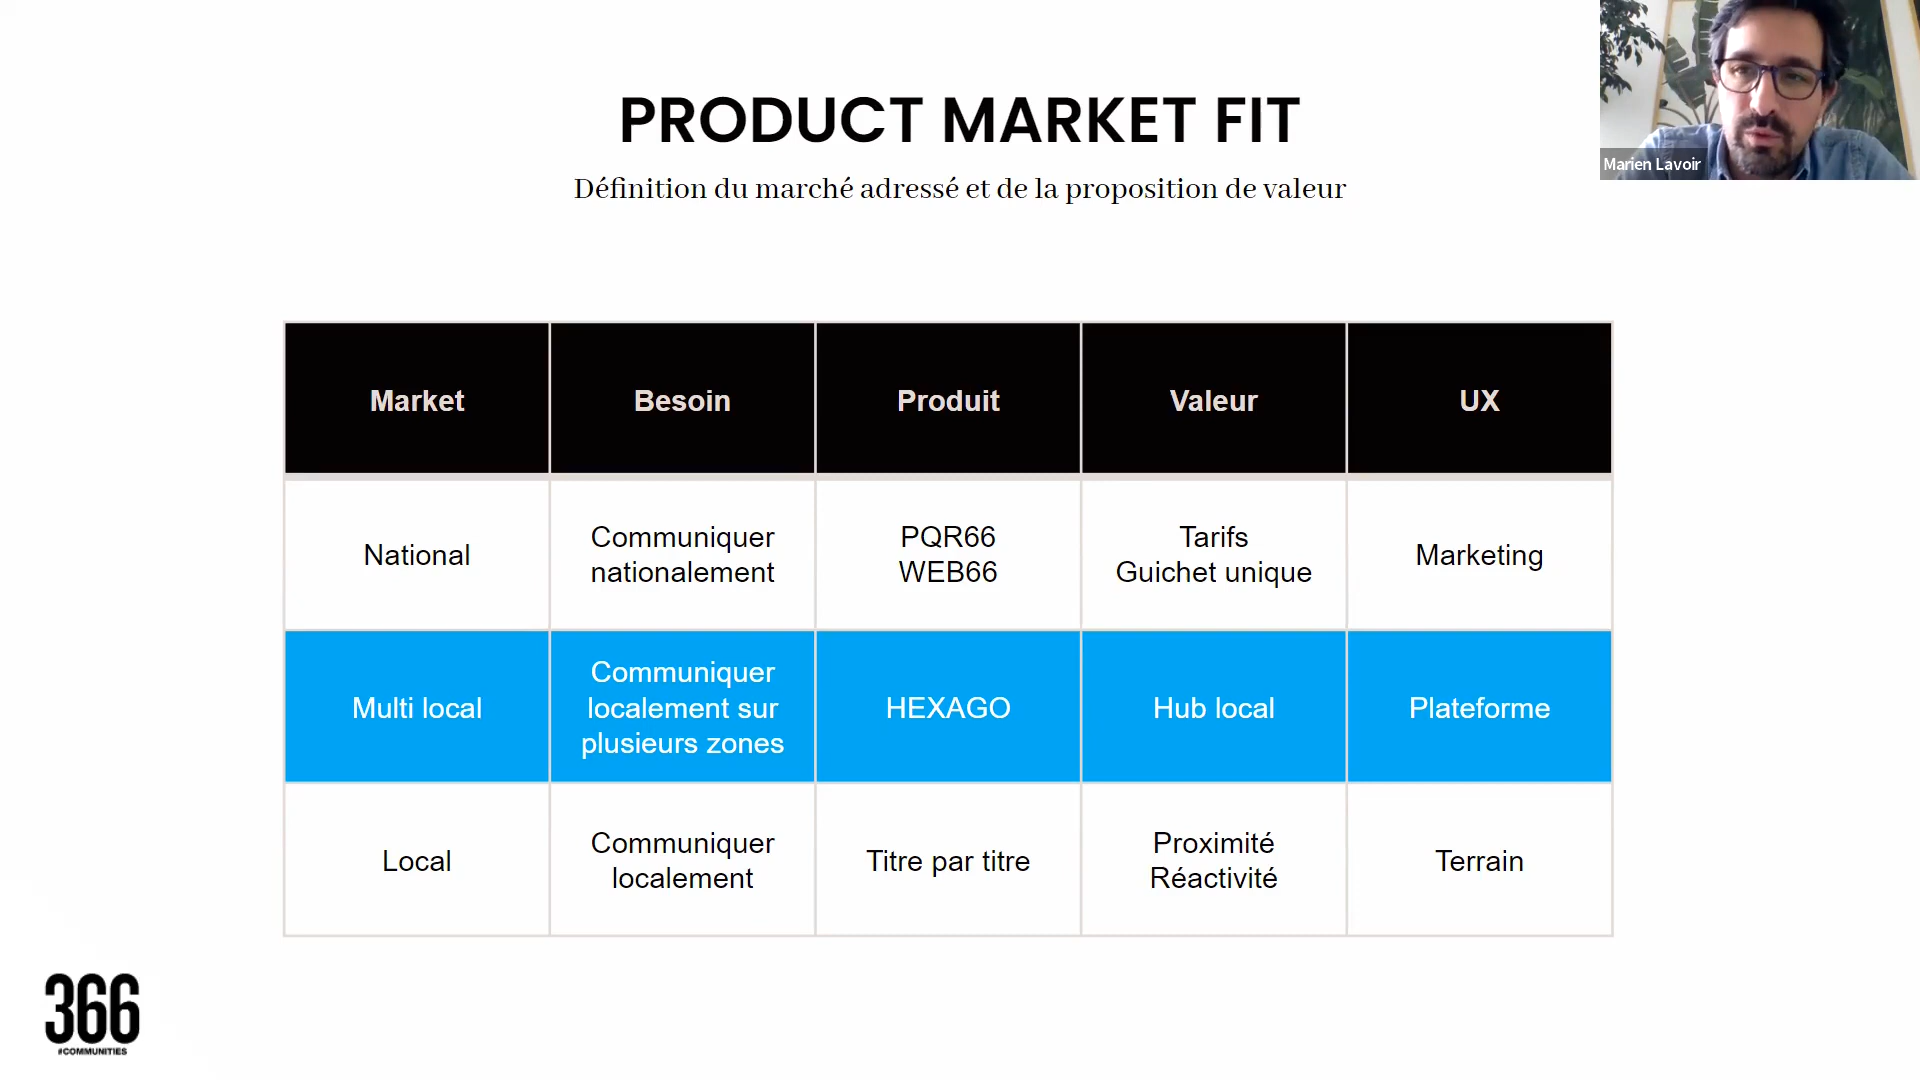 PRODUCT MARKET FIT
Définition du marché adressé et de la proposition de valeur
Marien Lavoir
Market
Besoin
Produit
Valeur
UX
National
Communiquer
nationalement
PQR66
WEB66
Tarifs
Guichet unique
Marketing
Multi local
Communiquer
localement sur
plusieurs zones
HEXAGO
Hub local
Plateforme
Local
Communiquer
localement
Titre par titre
Proximité
Réactivité
Terrain
366
#COMMUNITIES